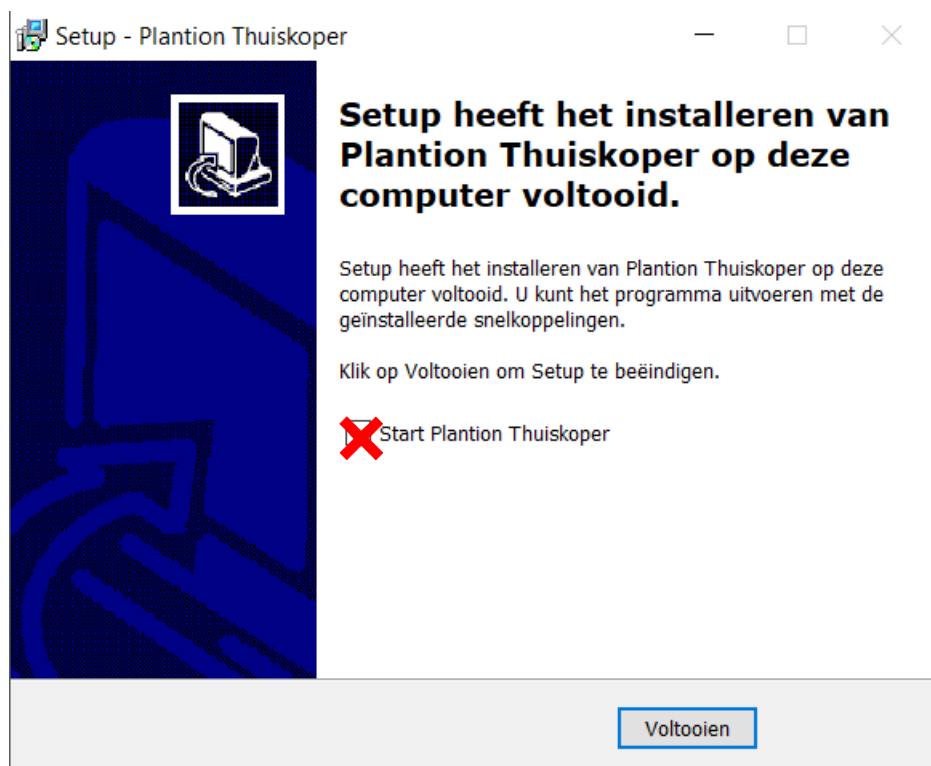 Setup - Plantion Thuiskoper
Setup heeft het installeren van
Plantion Thuiskoper op deze
computer voltooid.
Setup heeft het installeren van Plantion Thuiskoper op deze
computer voltooid. U kunt het programma uitvoeren met de
geïnstalleerde snelkoppelingen.
Klik op Voltooien om Setup te beëindigen.
Start Plantion Thuiskoper
Voltooien